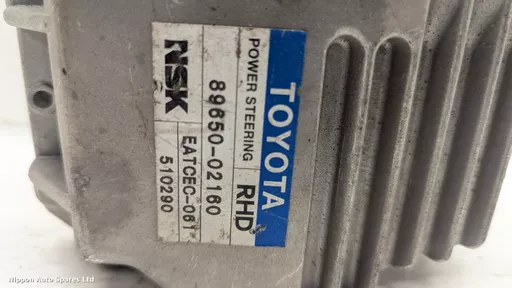 TOYOTA
POWER STEERING RHD
89650-02160
NSK EATCEC-061
510290
Nippon Auto Spares Ltd